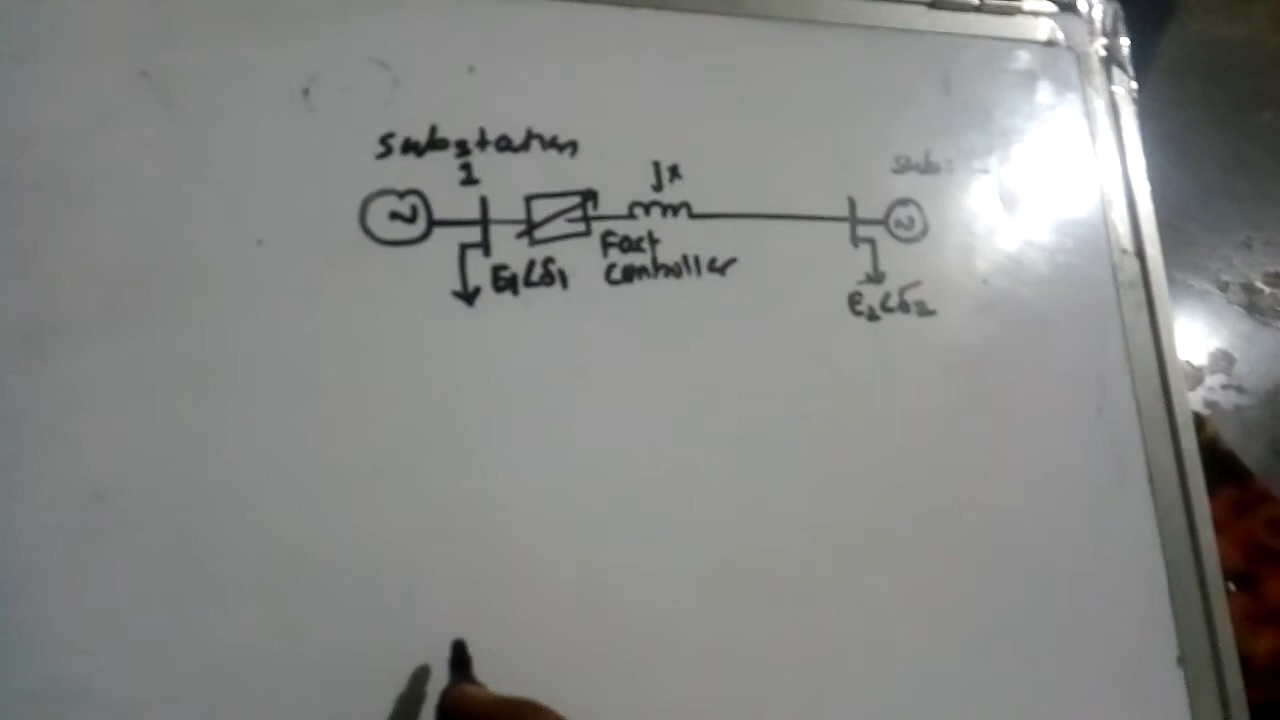 Substation
1
jx
Fact
controller
E1∠δ1
E2∠δ2